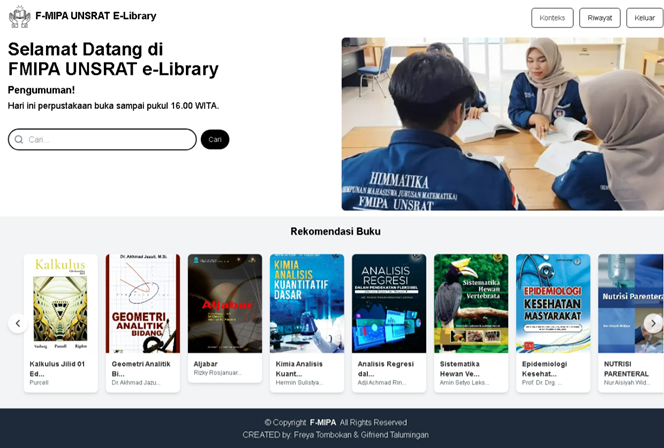 F-MIPA UNSRAT E-Library
Konteks
Riwayat
Keluar
Selamat Datang di
FMIPA UNSRAT e-Library
Pengumuman!
Hari ini perpustakaan buka sampai pukul 16.00 WITA.
Cari...
Cari
HIMMATIKA
HIMPUNAN MAHASISWA JURUSAN MATEMATIKA
FMIPA UNSRAT
Rekomendasi Buku
Kalkulus
Purcell
Dr. Akhmad Jazuli, M.Si.
GEOMETRI
ANALITIK
BIDANG
Aljabar
KIMIA
ANALISIS
KUANTITATIF
DASAR
ANALISIS
REGRESI
DALAM PENDEKATAN FLEKSIBEL
Sistematika
Hewan
Vertebrata
EPIDEMIOLOGI
KESEHATAN
MASYARAKAT
Nutrisi Parenteral
Kalkulus Jilid 01
Ed...
Purcell
Geometri Analitik
Bi...
Dr. Akhmad Jazu...
Aljabar
Rizky Rosjanuar...
Kimia Analisis
Kuant...
Hermin Sulistya...
Analisis Regresi
dal...
Adji Achmad Rin...
Sistematika
Hewan Ve...
Amin Setyo Leks...
Epidemiologi
Kesehat...
Prof. Dr. Drg. ...
NUTRISI
PARENTERAL
Nur Aisiyah Wid...
© Copyright F-MIPA All Rights Reserved
CREATED by: Freya Tombokan & Gifriend Talumingan